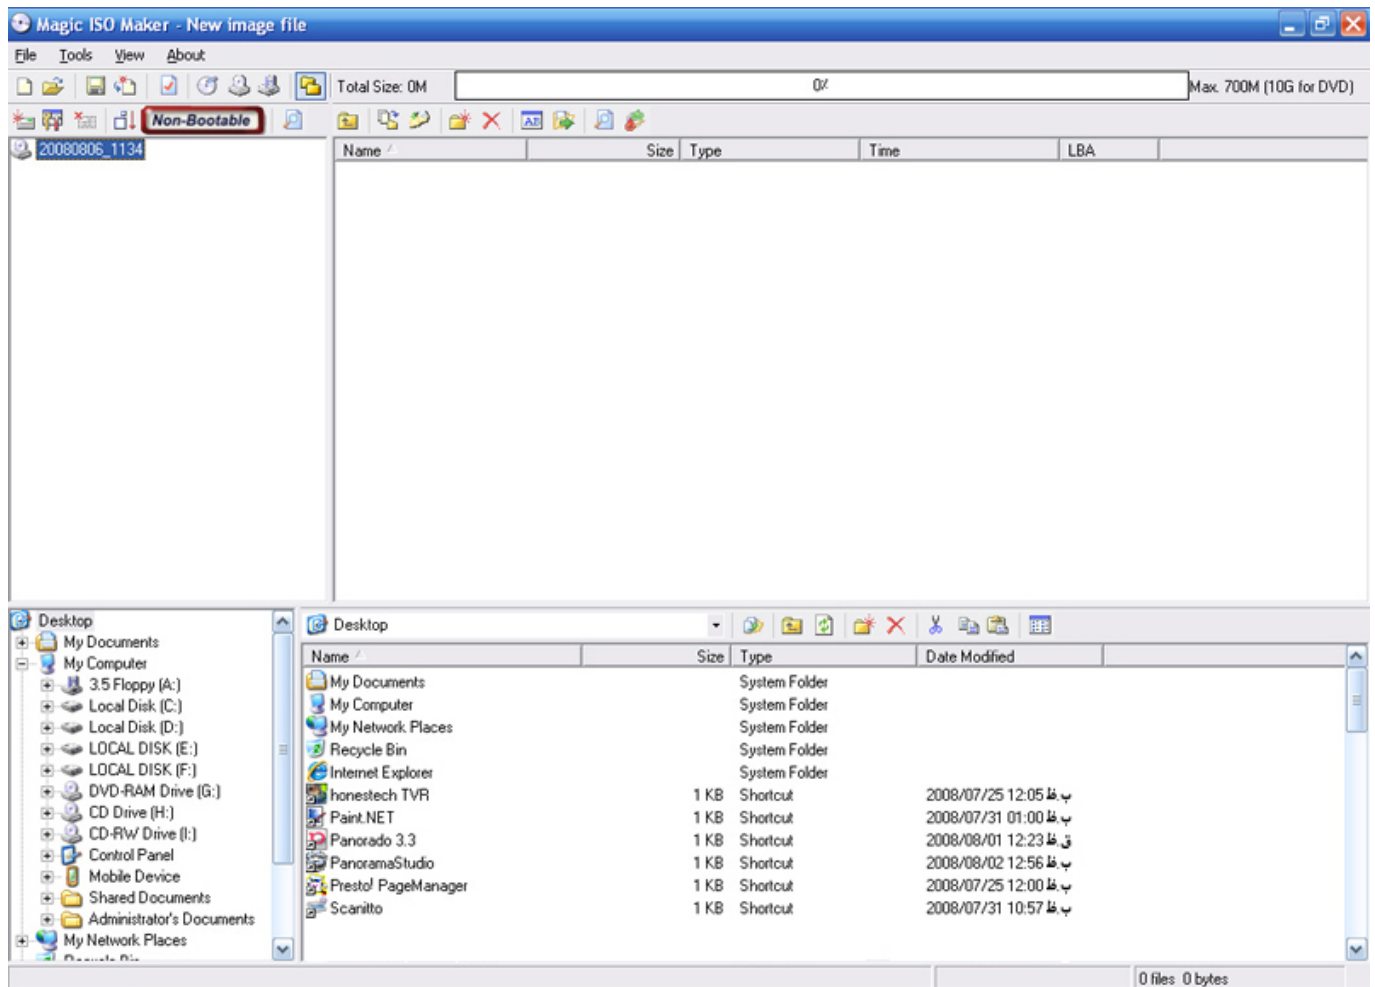 Magic ISO Maker - New image file
File Tools View About
Total Size: 0M 0% Max. 700M (10G for DVD)
Non-Bootable
20080806_1134
Name Size Type Time LBA
Desktop
My Documents
My Computer
3.5 Floppy (A:)
Local Disk (C:)
Local Disk (D:)
LOCAL DISK (E:)
LOCAL DISK (F:)
DVD-RAM Drive (G:)
CD Drive (H:)
CD-RW Drive (I:)
Control Panel
Mobile Device
Shared Documents
Administrator's Documents
My Network Places
Desktop
Name Size Type Date Modified
My Documents System Folder
My Computer System Folder
My Network Places System Folder
Recycle Bin System Folder
Internet Explorer System Folder
honestech TVR 1 KB Shortcut 2008/07/25 12:05 ب.ظ
Paint.NET 1 KB Shortcut 2008/07/31 01:00 ب.ظ
Panorado 3.3 1 KB Shortcut 2008/08/01 12:23 ق.ظ
PanoramaStudio 1 KB Shortcut 2008/08/02 12:56 ب.ظ
Presto! PageManager 1 KB Shortcut 2008/07/25 12:00 ب.ظ
Scanitto 1 KB Shortcut 2008/07/31 10:57 ب.ظ
0 files 0 bytes